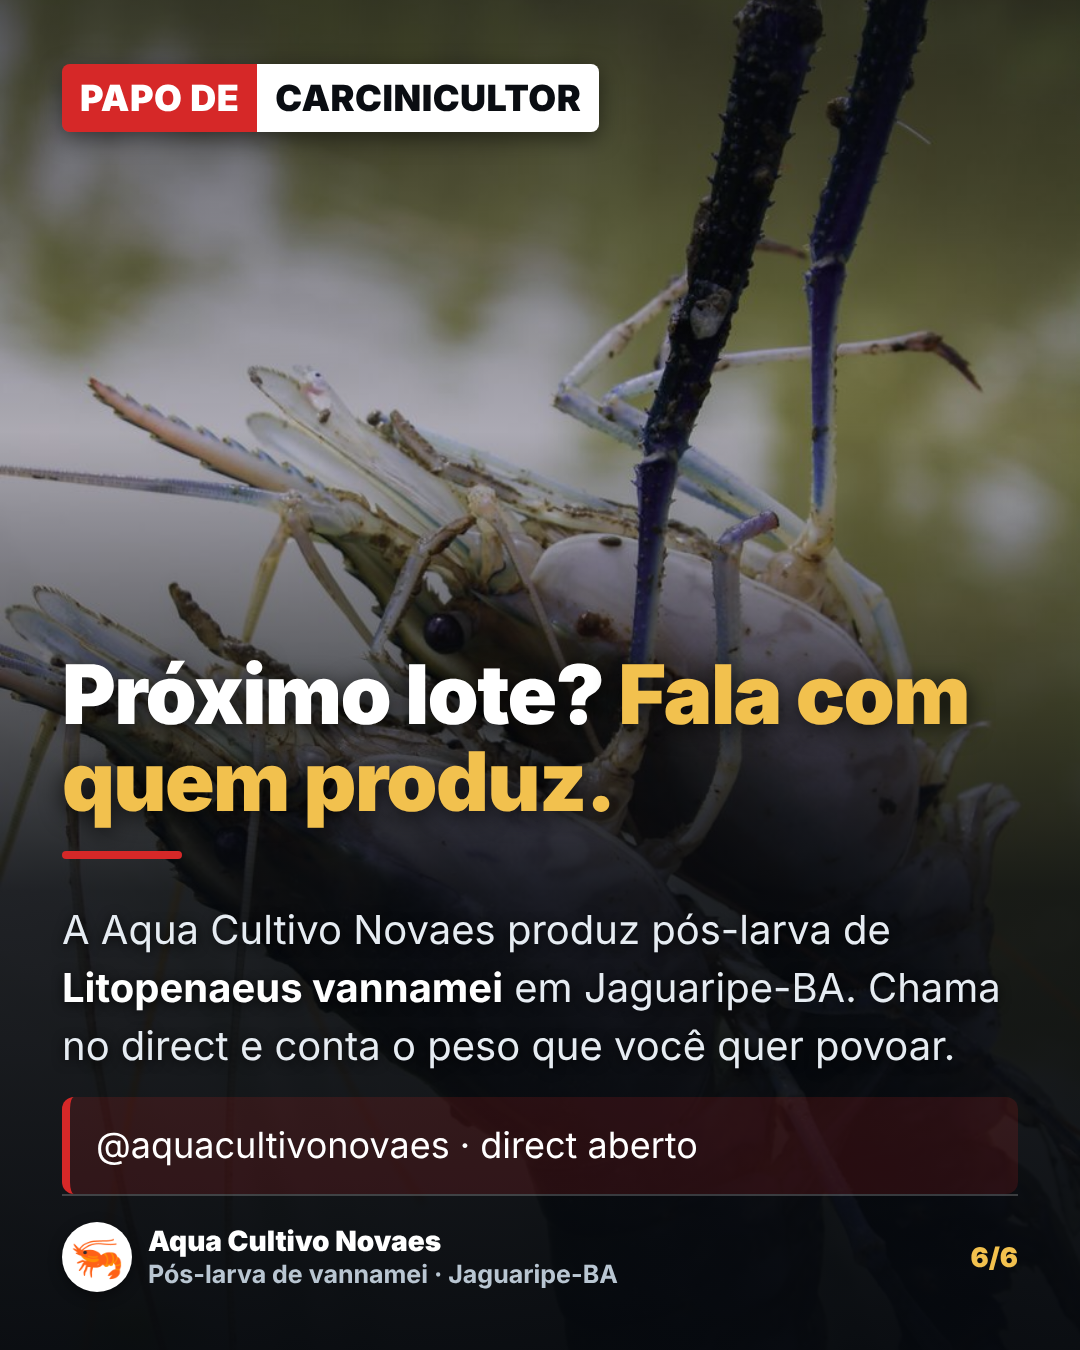 PAPO DE CARCINICULTOR
Próximo lote? Fala com
quem produz.
A Aqua Cultivo Novaes produz pós-larva de
Litopenaeus vannamei em Jaguaripe-BA. Chama
no direct e conta o peso que você quer povoar.
@aquacultivonovaes · direct aberto
Aqua Cultivo Novaes
Pós-larva de vannamei · Jaguaripe-BA
6/6